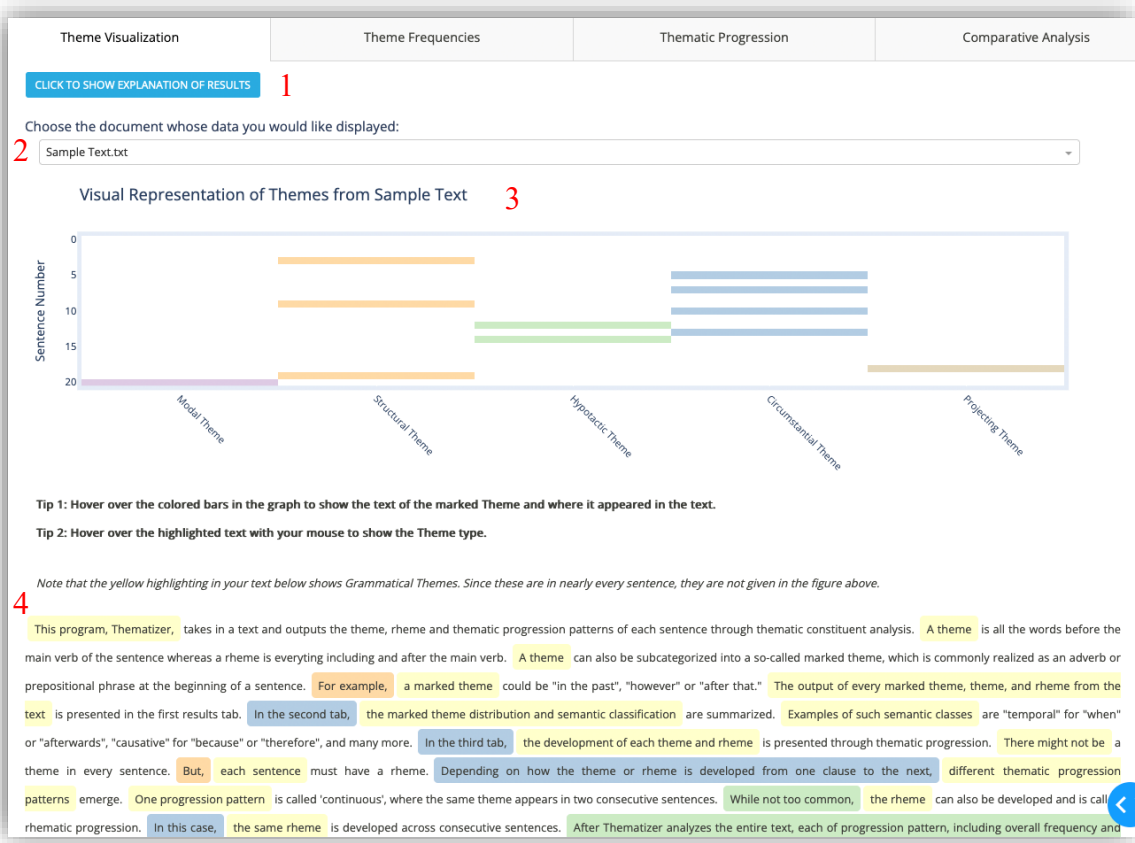 Theme Visualization Theme Frequencies Thematic Progression Comparative Analysis
CLICK TO SHOW EXPLANATION OF RESULTS 1
Choose the document whose data you would like displayed:
2 Sample Text.txt
Visual Representation of Themes from Sample Text 3
Sentence Number
0
5
10
15
20
Modal Theme
Structural Theme
Hypotactic Theme
Circumstantial Theme
Projecting Theme
Tip 1: Hover over the colored bars in the graph to show the text of the marked Theme and where it appeared in the text.
Tip 2: Hover over the highlighted text with your mouse to show the Theme type.
Note that the yellow highlighting in your text below shows Grammatical Themes. Since these are in nearly every sentence, they are not given in the figure above.
4
This program, Thematizer, takes in a text and outputs the theme, rheme and thematic progression patterns of each sentence through thematic constituent analysis. A theme is all the words before the
main verb of the sentence whereas a rheme is everyting including and after the main verb. A theme can also be subcategorized into a so-called marked theme, which is commonly realized as an adverb or
prepositional phrase at the beginning of a sentence. For example, a marked theme could be "in the past", "however" or "after that." The output of every marked theme, theme, and rheme from the
text is presented in the first results tab. In the second tab, the marked theme distribution and semantic classification are summarized. Examples of such semantic classes are "temporal" for "when"
or "afterwards", "causative" for "because" or "therefore", and many more. In the third tab, the development of each theme and rheme is presented through thematic progression. There might not be a
theme in every sentence. But, each sentence must have a rheme. Depending on how the theme or rheme is developed from one clause to the next, different thematic progression
patterns emerge. One progression pattern is called 'continuous', where the same theme appears in two consecutive sentences. While not too common, the rheme can also be developed and is
rhematic progression. In this case, the same rheme is developed across consecutive sentences. After Thematizer analyzes the entire text, each of progression pattern, including overall frequency and